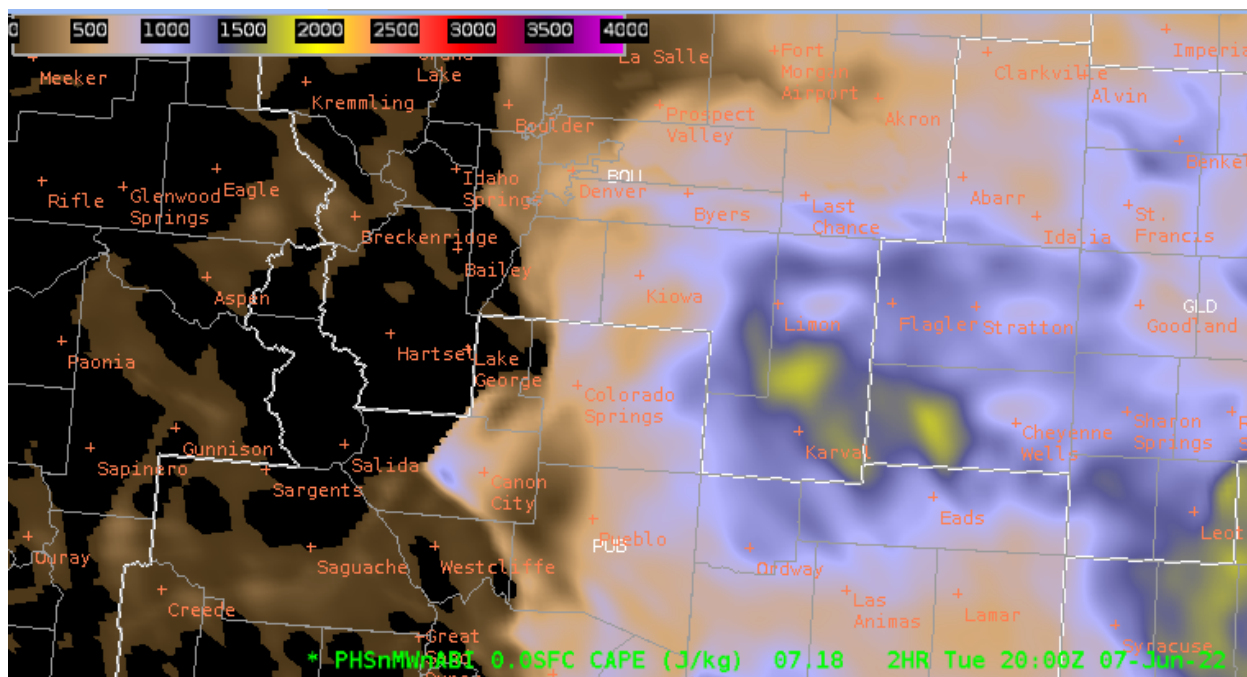 500 1000 1500 2000 2500 3000 3500 4000
Meeker
Lake
Kremmling
La Salle
Fort
Morgan
Airport
Clarkville
Imperia
Alvin
Boulder
Prospect
Valley
Akron
Benkel
Rifle
Glenwood
Springs
Eagle
Idaho
Springs
Denver
BOU
Byers
Last
Chance
Abarr
Idalia
St.
Francis
Breckenridge
Bailey
Aspen
Kiowa
Limon
Flagler
Stratton
Goodland
GLD
Paonia
Hartsel
Lake
George
Colorado
Springs
Sapinero
Gunnison
Sargents
Salida
Canon
City
Karval
Cheyenne
Wells
Sharon
Springs
Eads
Leot
Ouray
Saguache
Westcliffe
Pueblo
PUB
Ordway
Creede
Las
Animas
Lamar
Syracuse
Great
* PHSnMWnABI 0.0SFC CAPE (J/kg) 07.18 2HR Tue 20:00Z 07-Jun-22